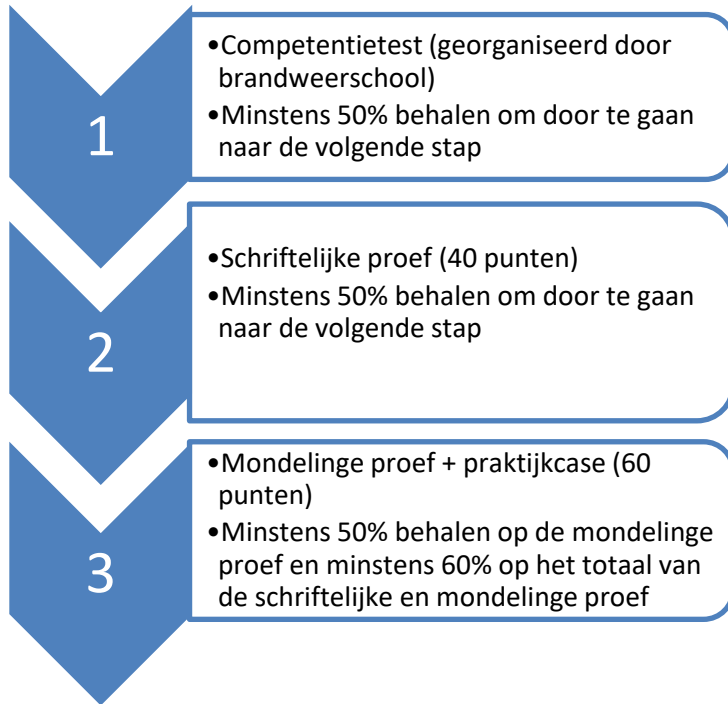 1
•Competentietest (georganiseerd door
brandweerschool)
•Minstens 50% behalen om door te gaan
naar de volgende stap
2
•Schriftelijke proef (40 punten)
•Minstens 50% behalen om door te gaan
naar de volgende stap
3
•Mondelinge proef + praktijkcase (60
punten)
•Minstens 50% behalen op de mondelinge
proef en minstens 60% op het totaal van
de schriftelijke en mondelinge proef